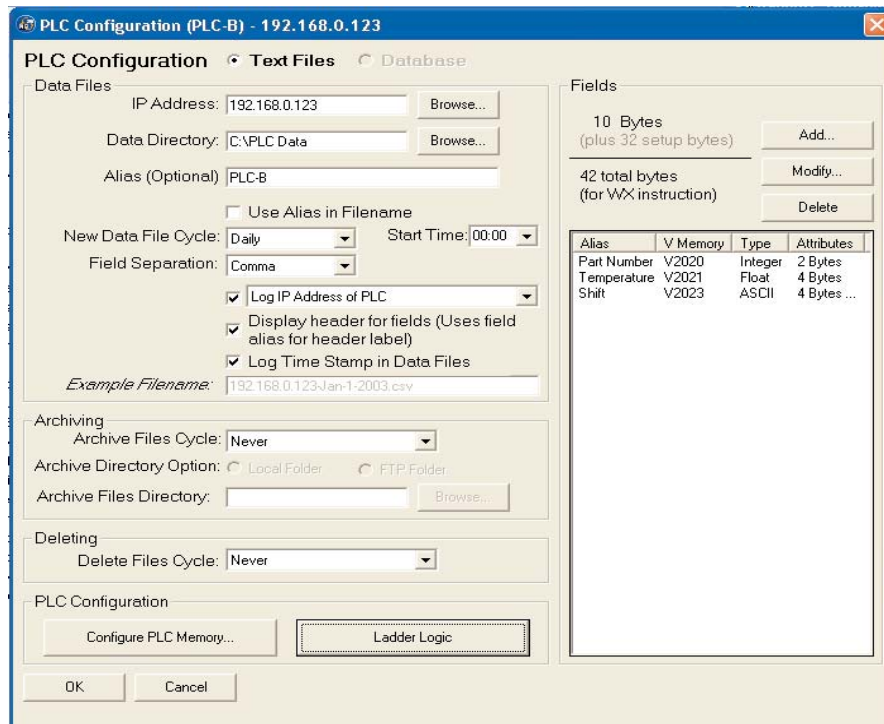 PLC Configuration (PLC-B) - 192.168.0.123
PLC Configuration Text Files Database
Data Files
IP Address: 192.168.0.123 Browse...
Data Directory: C:\PLC Data Browse...
Alias (Optional) PLC-B
Use Alias in Filename
New Data File Cycle: Daily Start Time: 00:00
Field Separation: Comma
Log IP Address of PLC
Display header for fields (Uses field
alias for header label)
Log Time Stamp in Data Files
Example Filename: 192.168.0.123-Jan-1-2003.csv
Archiving
Archive Files Cycle: Never
Archive Directory Option: Local Folder FTP Folder
Archive Files Directory: Browse...
Deleting
Delete Files Cycle: Never
PLC Configuration
Configure PLC Memory... Ladder Logic
OK Cancel
Fields
10 Bytes
(plus 32 setup bytes)
42 total bytes
(for WX instruction)
Add...
Modify...
Delete
Alias V Memory Type Attributes
Part Number V2020 Integer 2 Bytes
Temperature V2021 Float 4 Bytes
Shift V2023 ASCII 4 Bytes ...